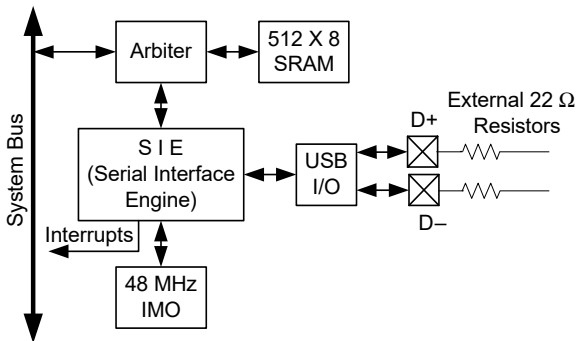 System Bus
Arbiter
512 X 8
SRAM
S I E
(Serial Interface
Engine)
USB
I/O
D+
D–
External 22 Ω
Resistors
Interrupts
48 MHz
IMO